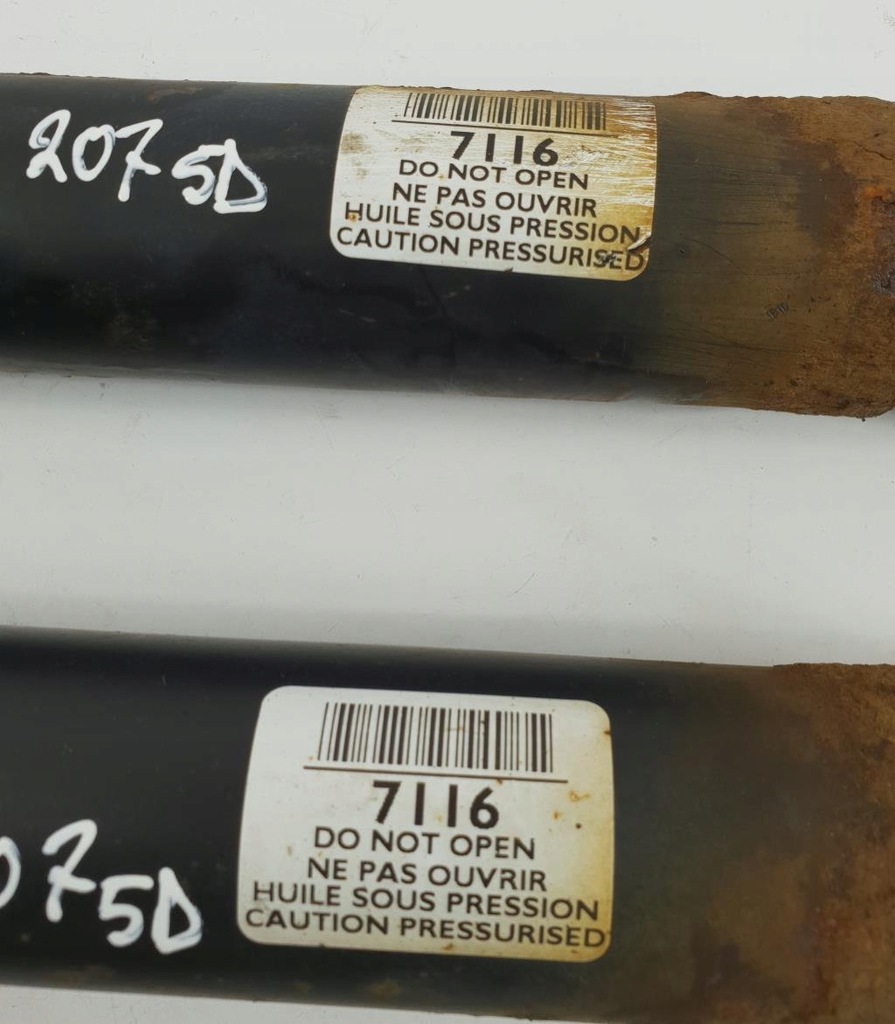 207 5D
7116
DO NOT OPEN
NE PAS OUVRIR
HUILE SOUS PRESSION
CAUTION PRESSURISED
7116
DO NOT OPEN
NE PAS OUVRIR
HUILE SOUS PRESSION
CAUTION PRESSURISED
07 5D